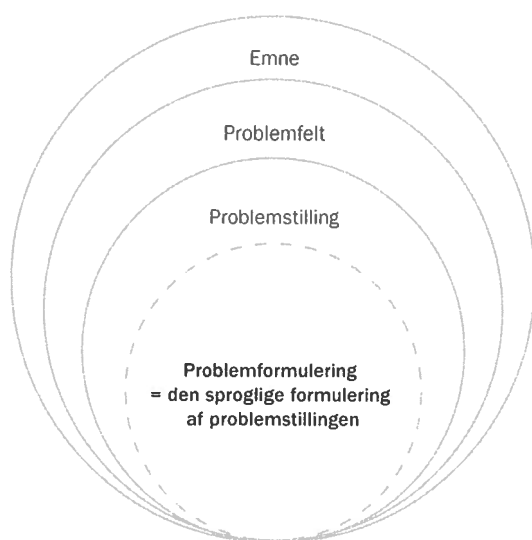 Emne
Problemfelt
Problemstilling
Problemformulering
= den sproglige formulering
af problemstillingen